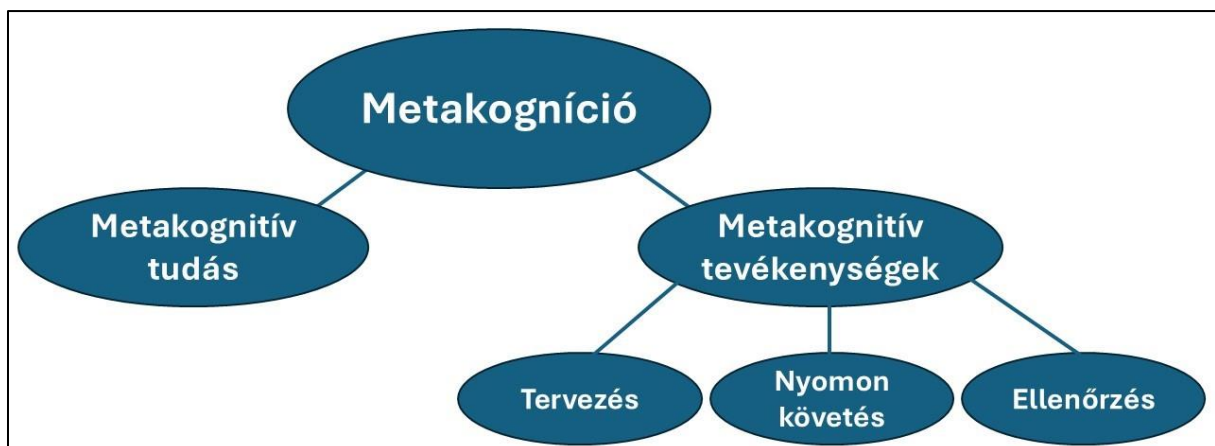 Metakogníció
Metakognitív
tudás
Metakognitív
tevékenységek
Tervezés
Nyomon
követés
Ellenőrzés